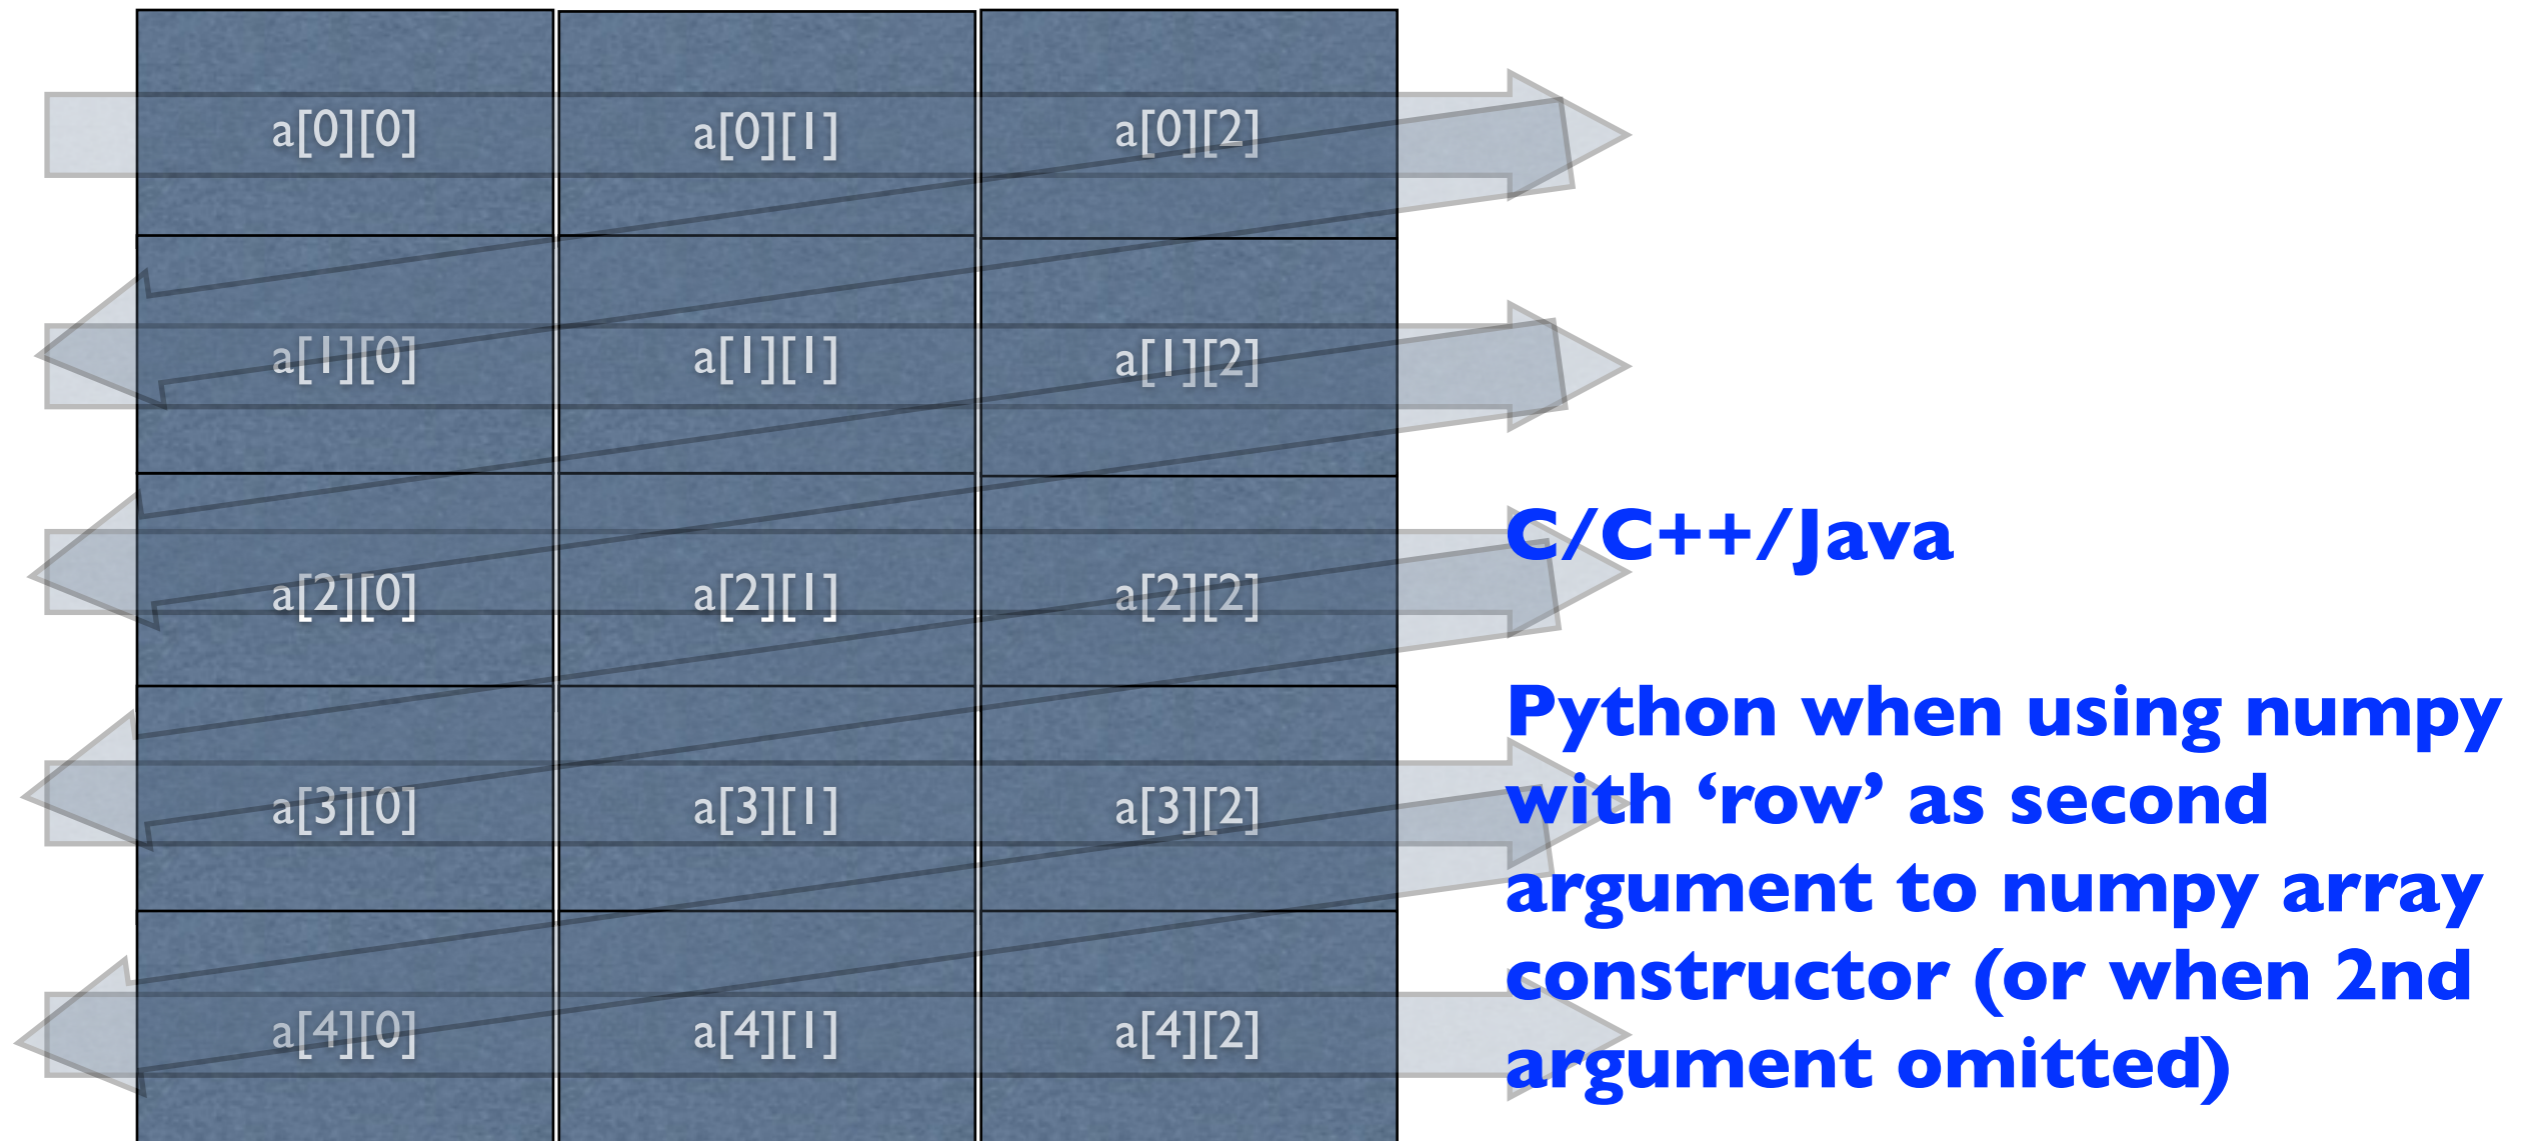 a[0][0] a[0][1] a[0][2]
a[1][0] a[1][1] a[1][2]
a[2][0] a[2][1] a[2][2]
a[3][0] a[3][1] a[3][2]
a[4][0] a[4][1] a[4][2]
C/C++/Java
Python when using numpy
with ‘row’ as second
argument to numpy array
constructor (or when 2nd
argument omitted)